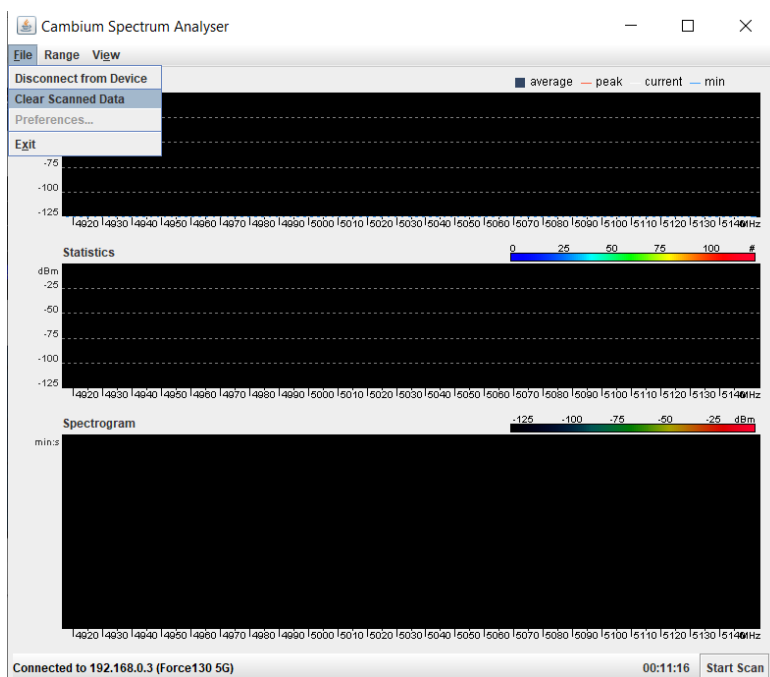 Cambium Spectrum Analyser
File Range View
Disconnect from Device
Clear Scanned Data
Preferences...
Exit
average peak current min
-75
-100
-125
4920 4930 4940 4950 4960 4970 4980 4990 5000 5010 5020 5030 5040 5050 5060 5070 5080 5090 5100 5110 5120 5130 5140 MHz
Statistics
0 25 50 75 100 #
dBm
-25
-50
-75
-100
-125
4920 4930 4940 4950 4960 4970 4980 4990 5000 5010 5020 5030 5040 5050 5060 5070 5080 5090 5100 5110 5120 5130 5140 MHz
Spectrogram
-125 -100 -75 -50 -25 dBm
min:s
4920 4930 4940 4950 4960 4970 4980 4990 5000 5010 5020 5030 5040 5050 5060 5070 5080 5090 5100 5110 5120 5130 5140 MHz
Connected to 192.168.0.3 (Force130 5G) 00:11:16 Start Scan